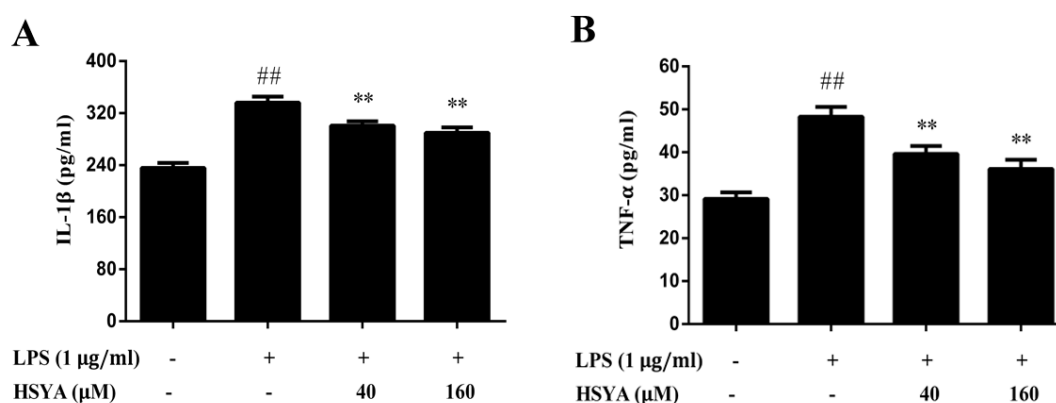 A
IL-1β (pg/ml)
400
320
240
160
80
0
##
**
**
LPS (1 μg/ml) - + + +
HSYA (μM) - - 40 160
B
TNF-α (pg/ml)
60
50
40
30
20
10
0
##
**
**
LPS (1 μg/ml) - + + +
HSYA (μM) - - 40 160